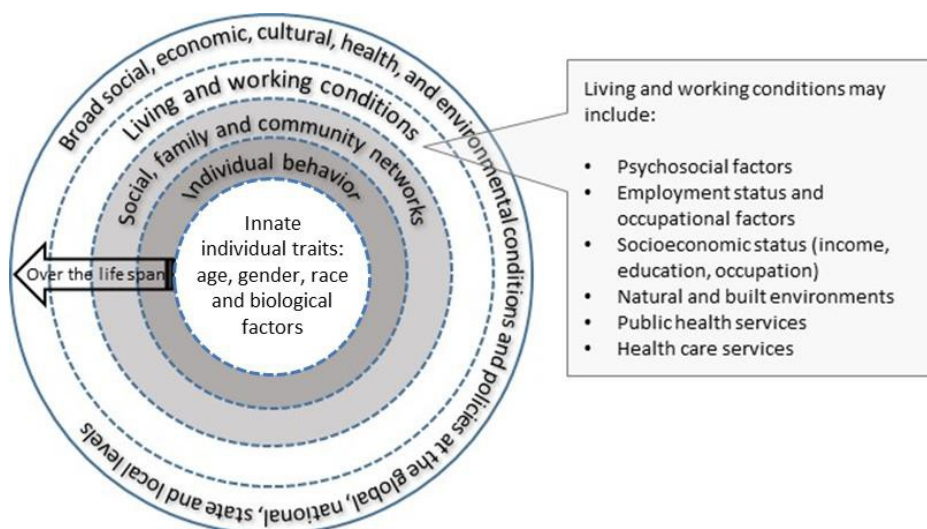 Broad social, economic, cultural, health, and environmental conditions and policies at the global, national, state and local levels
Living and working conditions
Social, family and community networks
Individual behavior
Innate
individual traits:
age, gender, race
and biological
factors
Over the life span
Living and working conditions may
include:
• Psychosocial factors
• Employment status and
occupational factors
• Socioeconomic status (income,
education, occupation)
• Natural and built environments
• Public health services
• Health care services